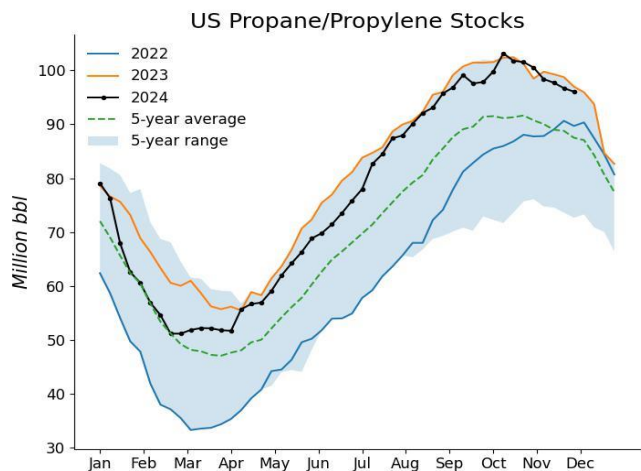 US Propane/Propylene Stocks
2022
2023
2024
5-year average
5-year range
Million bbl
100
90
80
70
60
50
40
30
Jan Feb Mar Apr May Jun Jul Aug Sep Oct Nov Dec